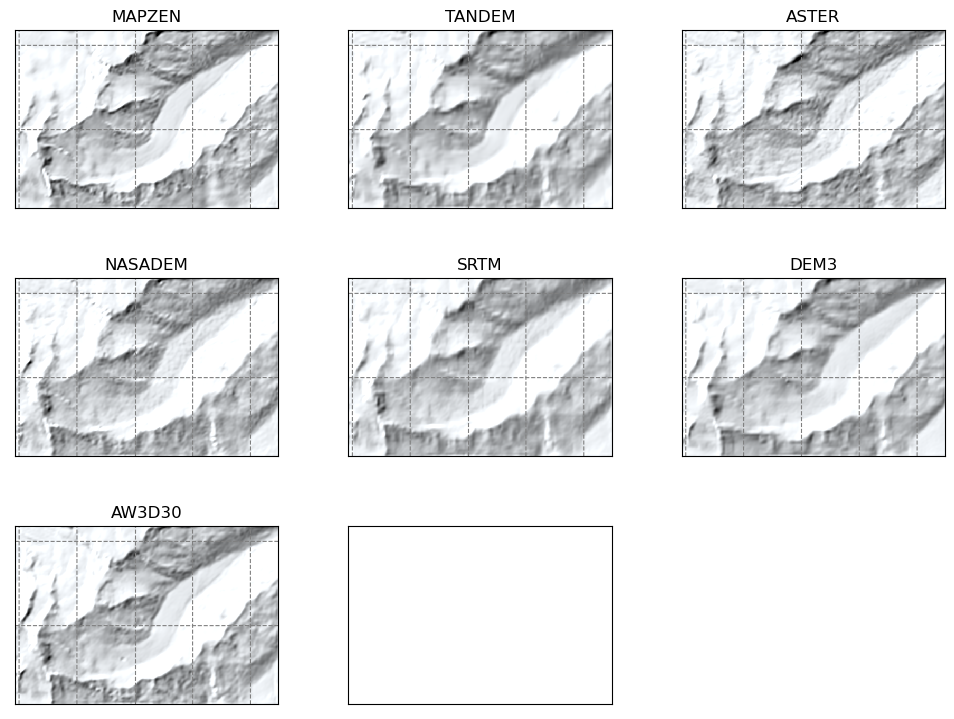 MAPZEN
TANDEM
ASTER
NASADEM
SRTM
DEM3
AW3D30